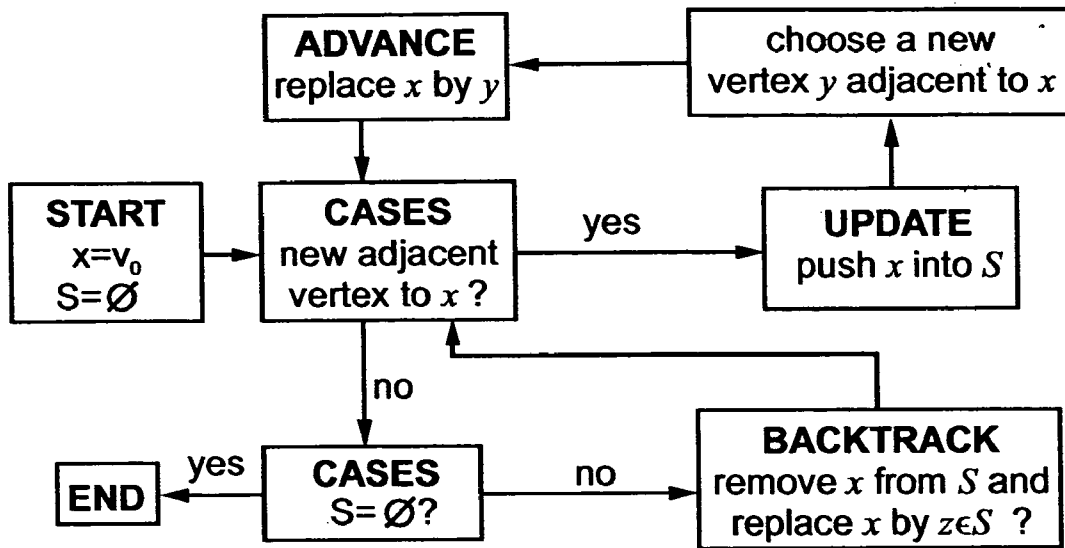 ADVANCE
replace x by y
choose a new
vertex y adjacent to x
START
x=v₀
S=Ø
CASES
new adjacent
vertex to x ?
yes
UPDATE
push x into S
no
END
yes
CASES
S=Ø?
no
BACKTRACK
remove x from S and
replace x by zϵS ?